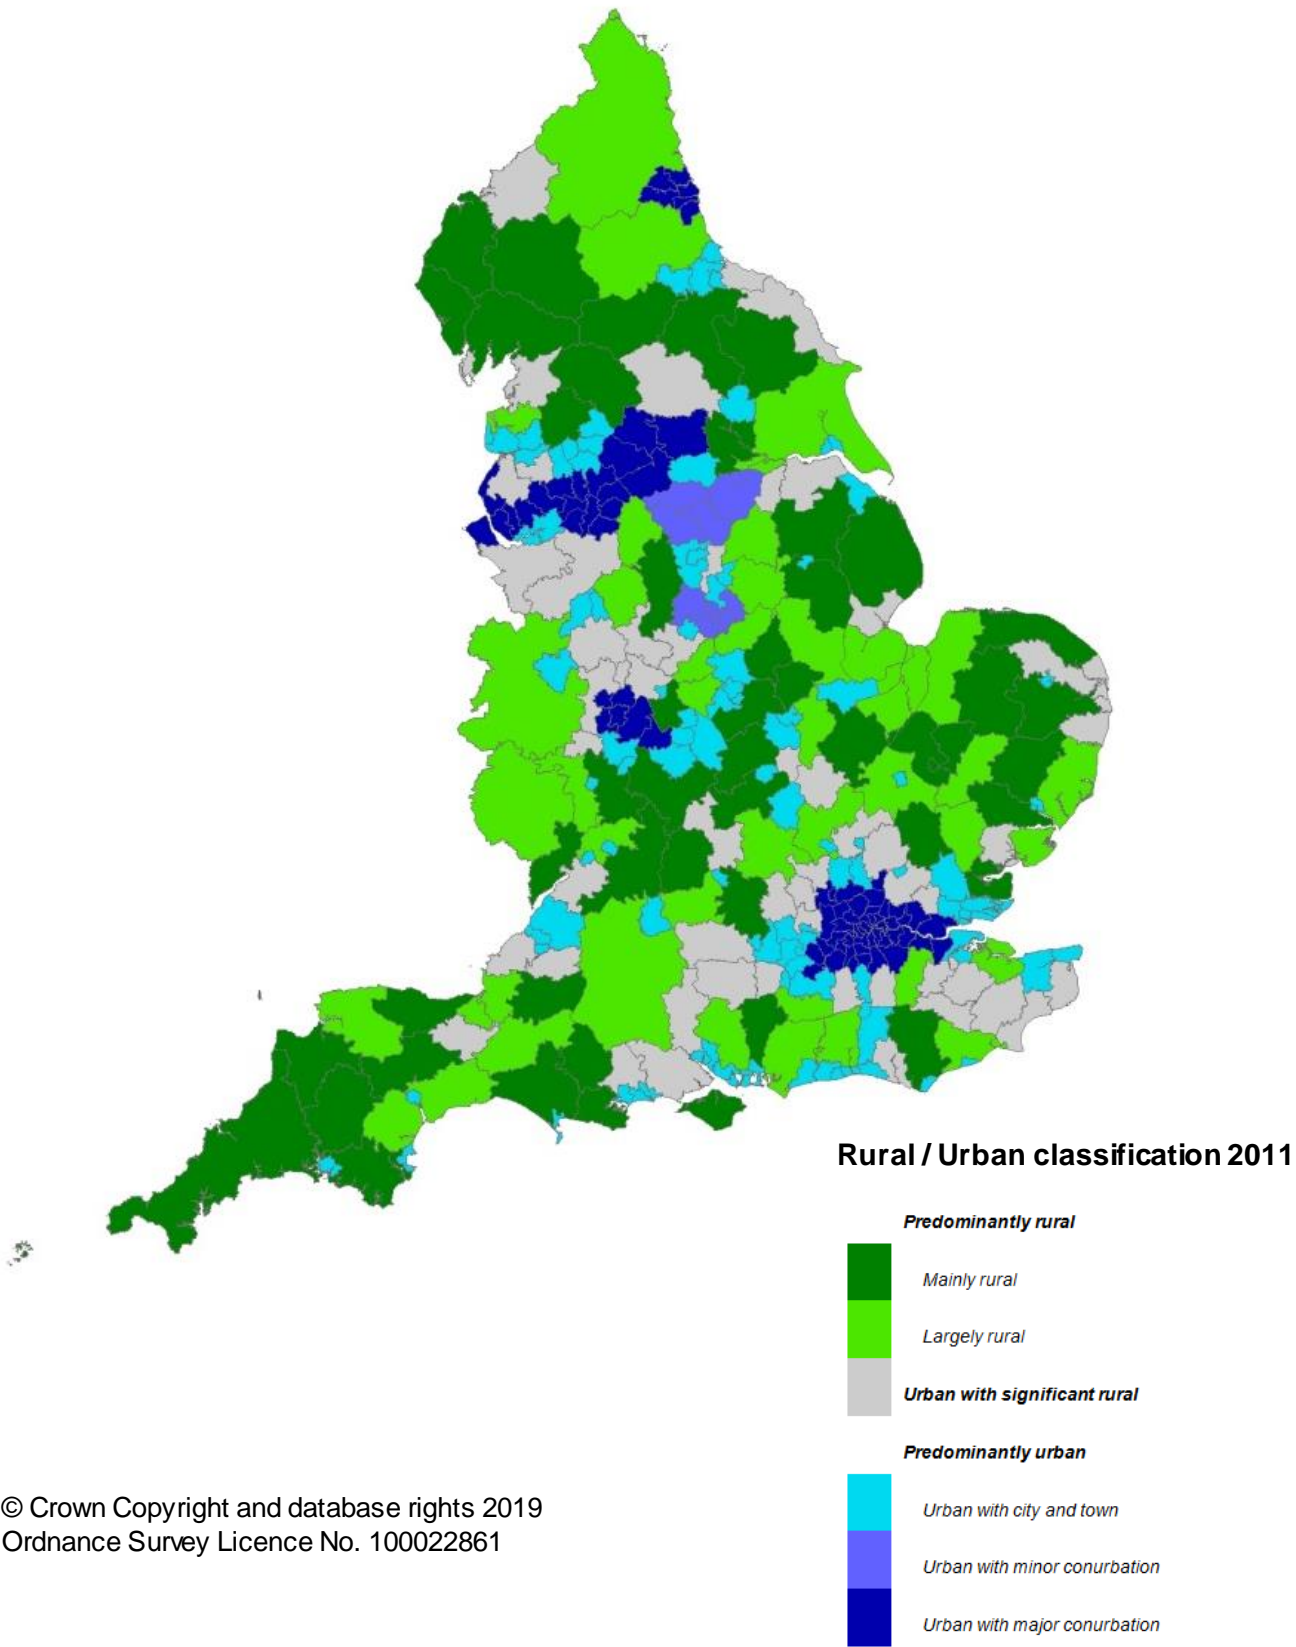 Rural / Urban classification 2011
Predominantly rural
Mainly rural
Largely rural
Urban with significant rural
Predominantly urban
Urban with city and town
Urban with minor conurbation
Urban with major conurbation
© Crown Copyright and database rights 2019
Ordnance Survey Licence No. 100022861